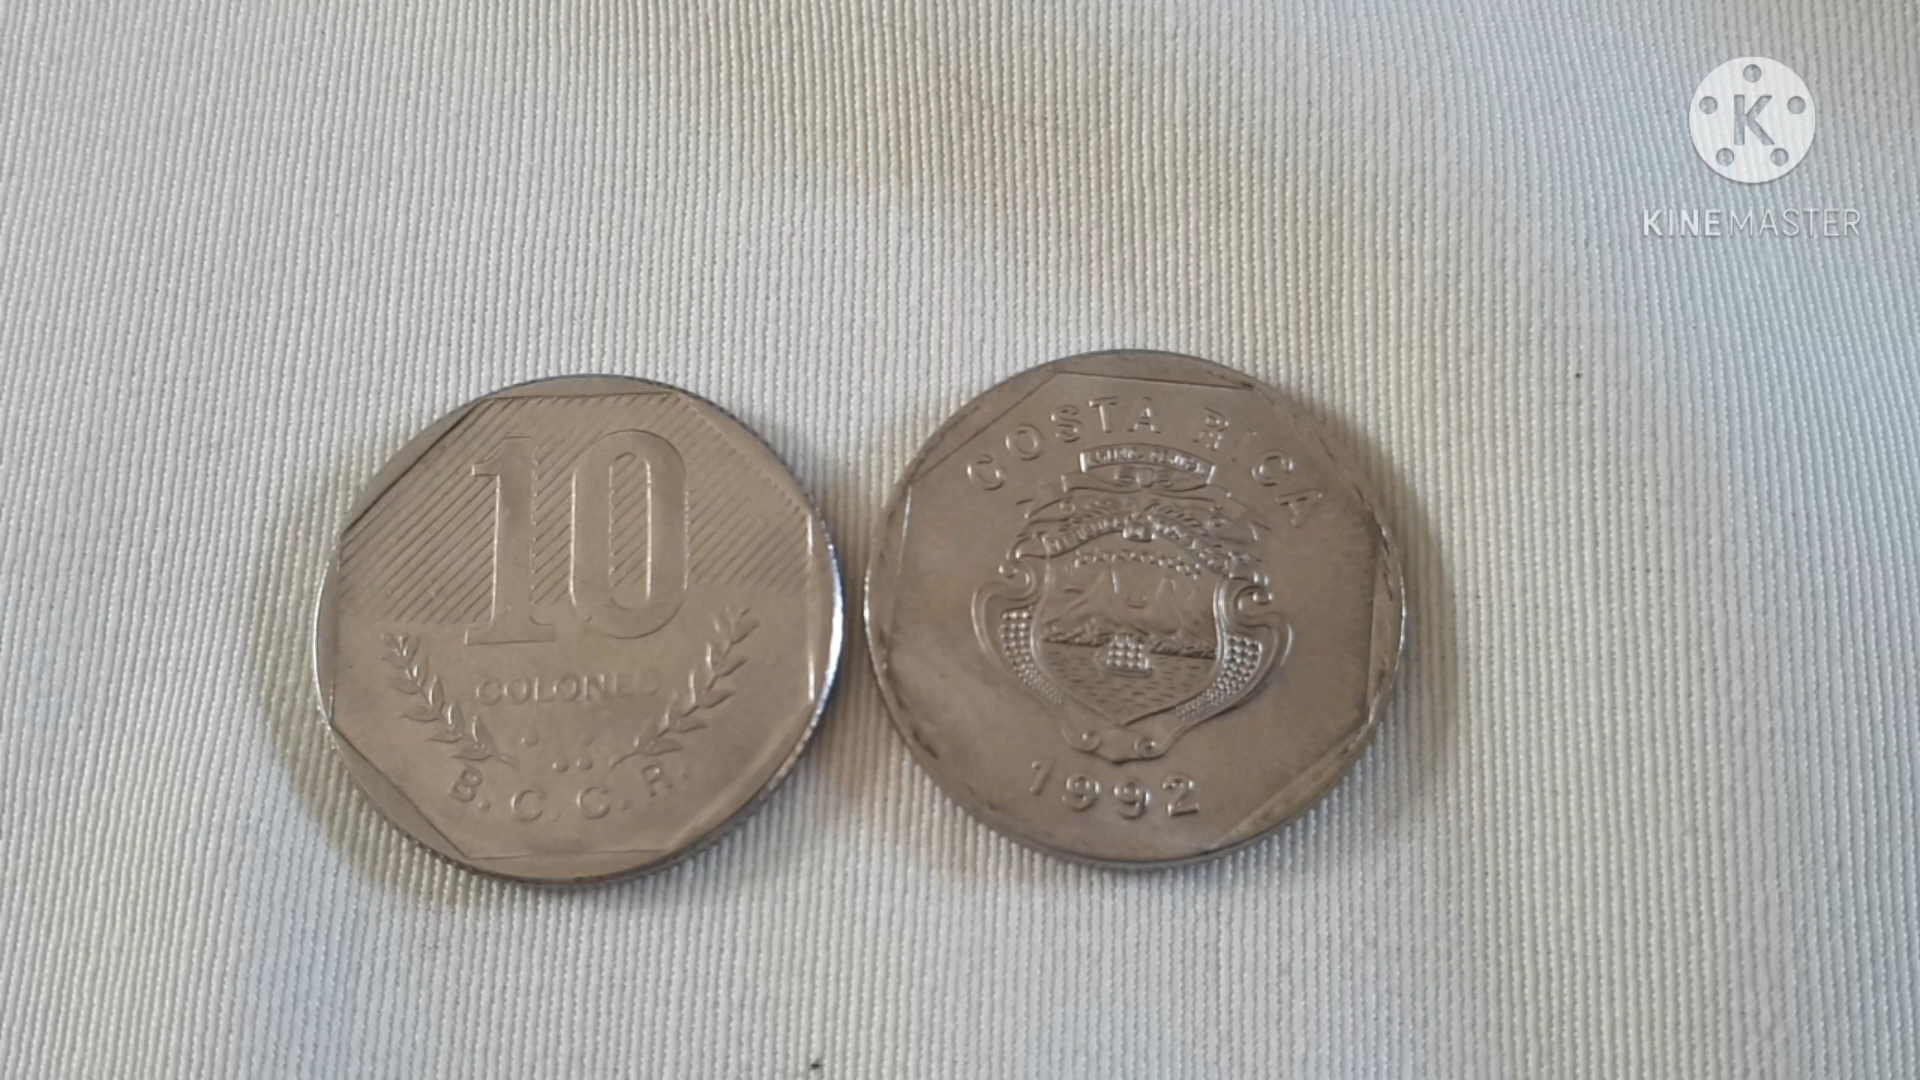 10
COLONES
B. C. C. R.
COSTA RICA
1992
K
KINEMASTER